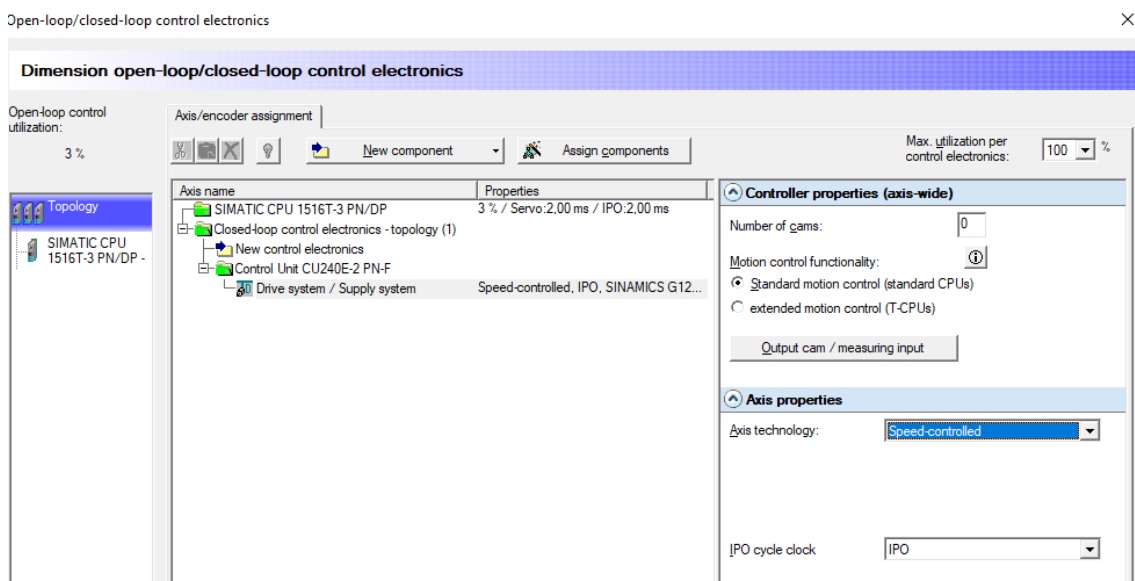 Open-loop/closed-loop control electronics
Dimension open-loop/closed-loop control electronics
Open-loop control
utilization:
3 %
Axis/encoder assignment
New component
Assign components
Max. utilization per
control electronics:
100
%
Topology
SIMATIC CPU
1516T-3 PN/DP -
Axis name
Properties
SIMATIC CPU 1516T-3 PN/DP
3 % / Servo:2,00 ms / IPO:2,00 ms
Closed-loop control electronics - topology (1)
New control electronics
Control Unit CU240E-2 PN-F
Drive system / Supply system
Speed-controlled, IPO, SINAMICS G12...
Controller properties (axis-wide)
Number of cams:
0
Motion control functionality:
Standard motion control (standard CPUs)
extended motion control (T-CPUs)
Output cam / measuring input
Axis properties
Axis technology:
Speed-controlled
IPO cycle clock
IPO